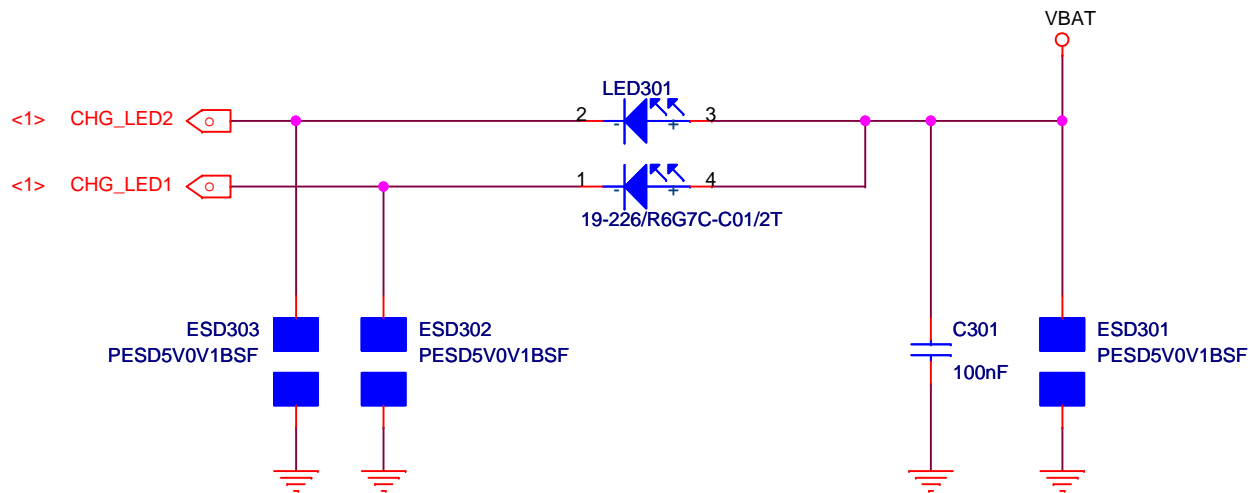 VBAT
LED301
<1> CHG_LED2 2 - + 3
<1> CHG_LED1 1 - + 4
19-226/R6G7C-C01/2T
ESD303
PESD5V0V1BSF
ESD302
PESD5V0V1BSF
C301
100nF
ESD301
PESD5V0V1BSF